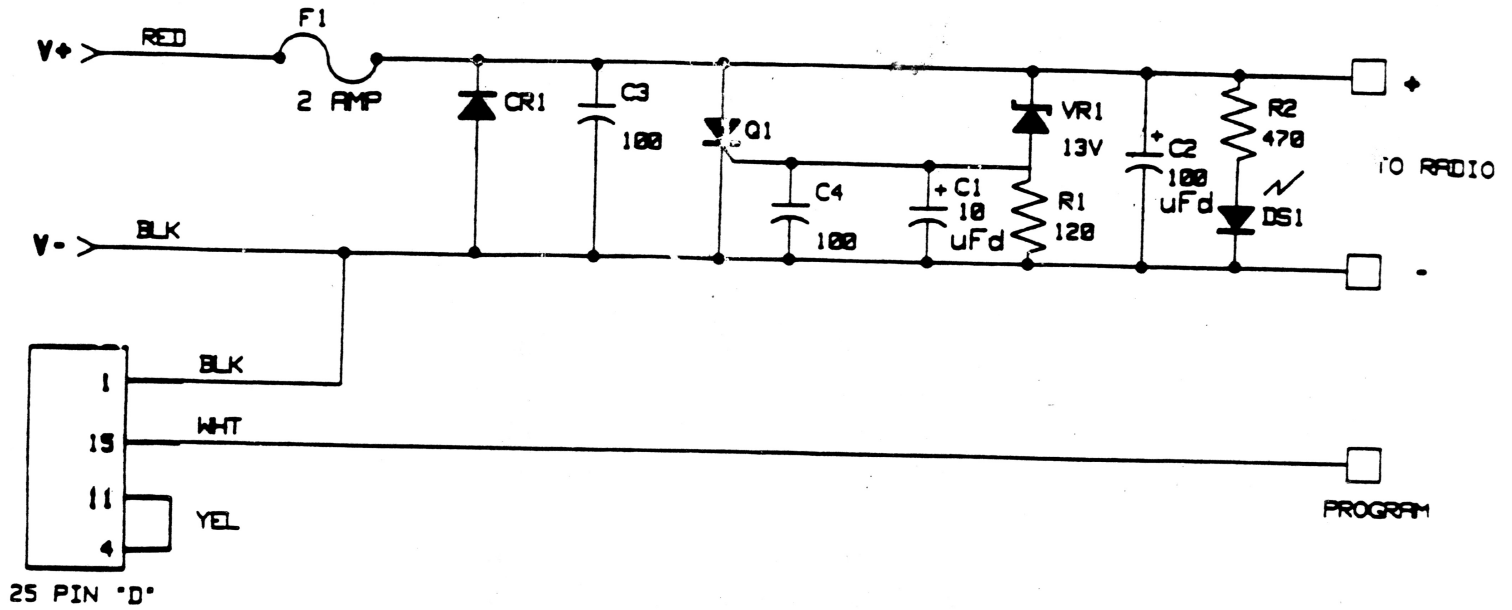 F1
V+
RED
2 AMP
CR1
C3
100
Q1
VR1
13V
R2
470
+
TO RADIO
+ C2
100
uFd
DS1
C4
100
+ C1
10
uFd
R1
120
V-
BLK
-
1
BLK
15
WHT
11
YEL
4
PROGRAM
25 PIN "D"